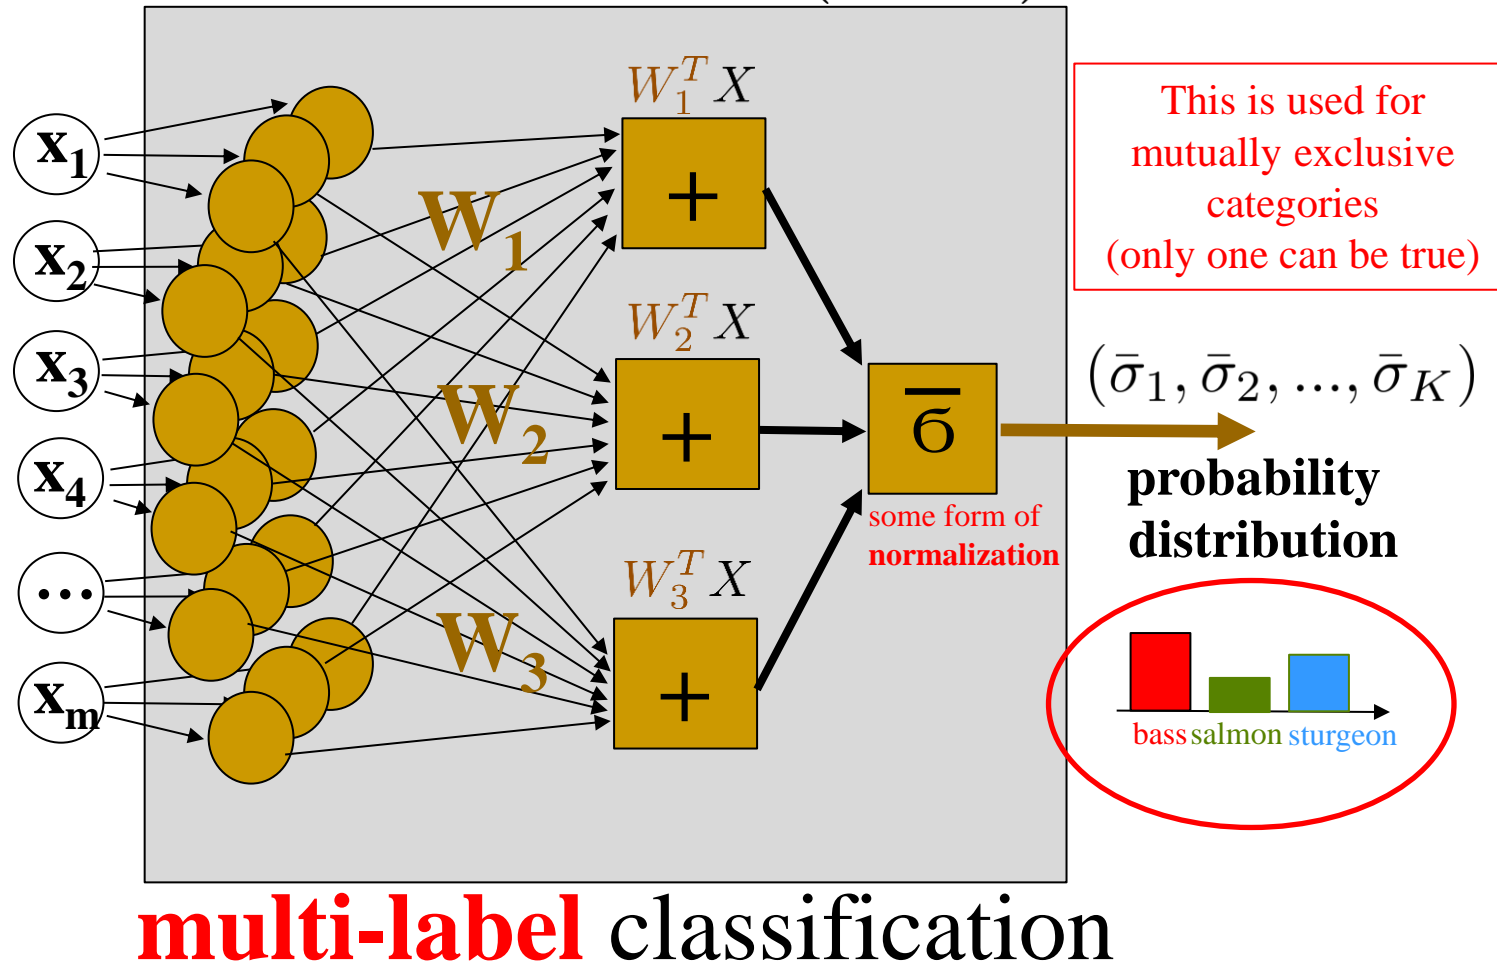 W₁ᵀX
This is used for
mutually exclusive
categories
(only one can be true)
x₁
W₁
+
x₂
W₂ᵀX
x₃
(σ̄₁, σ̄₂, ..., σ̄_K)
W₂
+
σ̄
x₄
probability
distribution
some form of
normalization
W₃ᵀX
...
W₃
+
xₘ
bass salmon sturgeon
multi-label classification